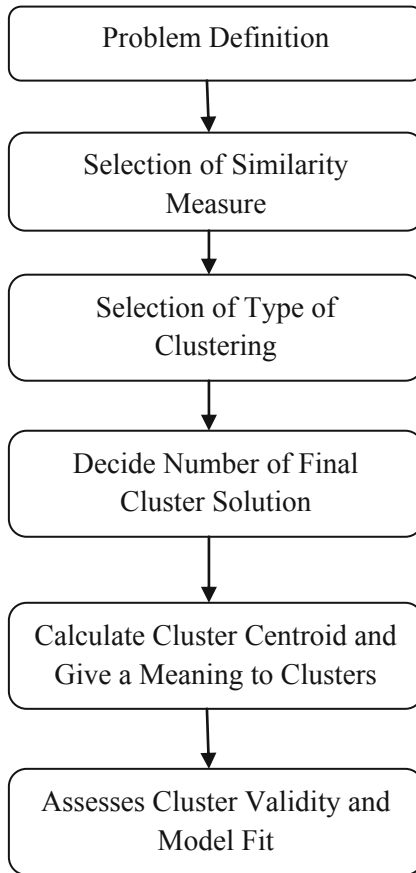 Problem Definition
Selection of Similarity
Measure
Selection of Type of
Clustering
Decide Number of Final
Cluster Solution
Calculate Cluster Centroid and
Give a Meaning to Clusters
Assesses Cluster Validity and
Model Fit